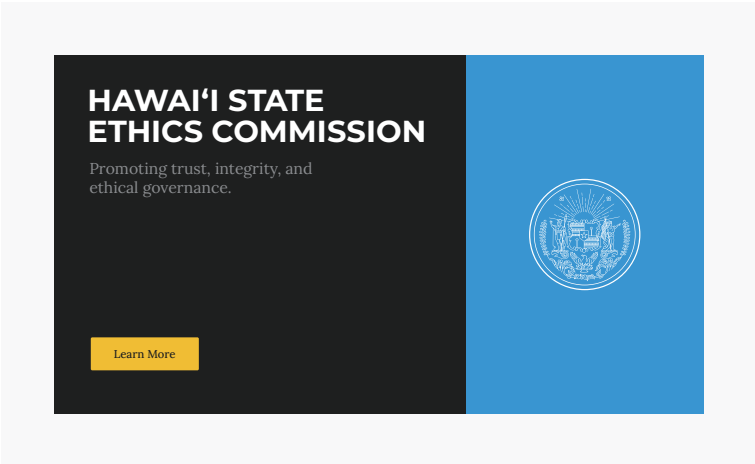 HAWAIʻI STATE
ETHICS COMMISSION
Promoting trust, integrity, and
ethical governance.
Learn More